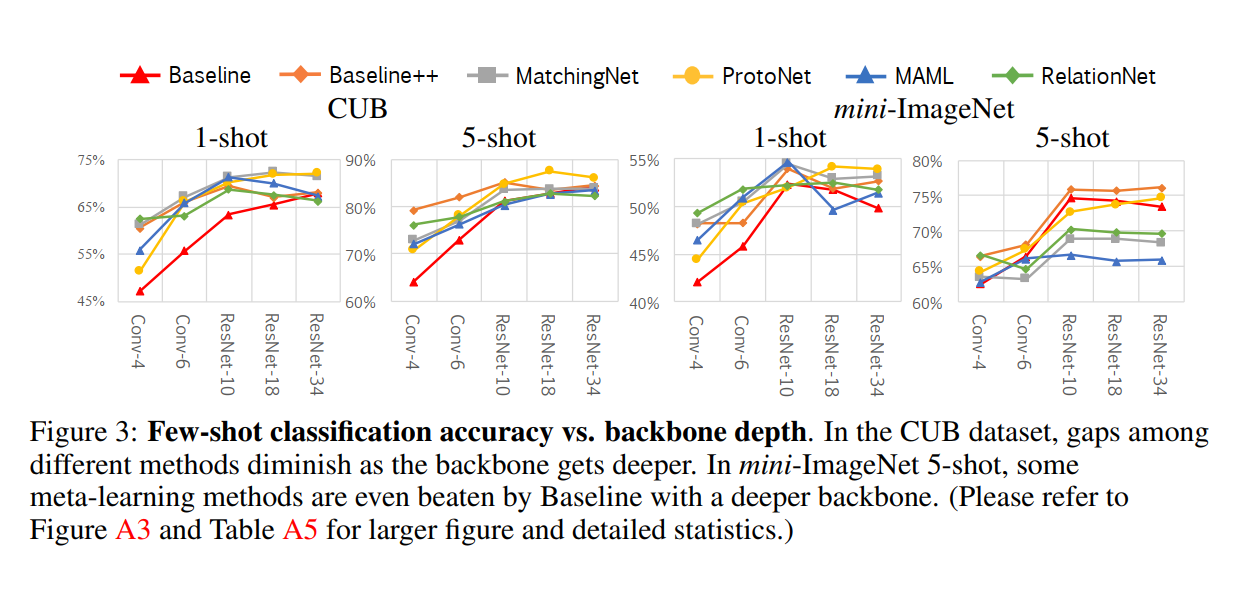 Baseline Baseline++ MatchingNet ProtoNet MAML RelationNet
CUB mini-ImageNet
1-shot 5-shot 1-shot 5-shot
75% 90% 55% 80%
65% 80% 50% 75%
55% 70% 45% 70%
45% 60% 40% 65%
60%
Conv-4 Conv-6 ResNet-10 ResNet-18 ResNet-34
Conv-4 Conv-6 ResNet-10 ResNet-18 ResNet-34
Conv-4 Conv-6 ResNet-10 ResNet-18 ResNet-34
Conv-4 Conv-6 ResNet-10 ResNet-18 ResNet-34
Figure 3: Few-shot classification accuracy vs. backbone depth. In the CUB dataset, gaps among
different methods diminish as the backbone gets deeper. In mini-ImageNet 5-shot, some
meta-learning methods are even beaten by Baseline with a deeper backbone. (Please refer to
Figure A3 and Table A5 for larger figure and detailed statistics.)